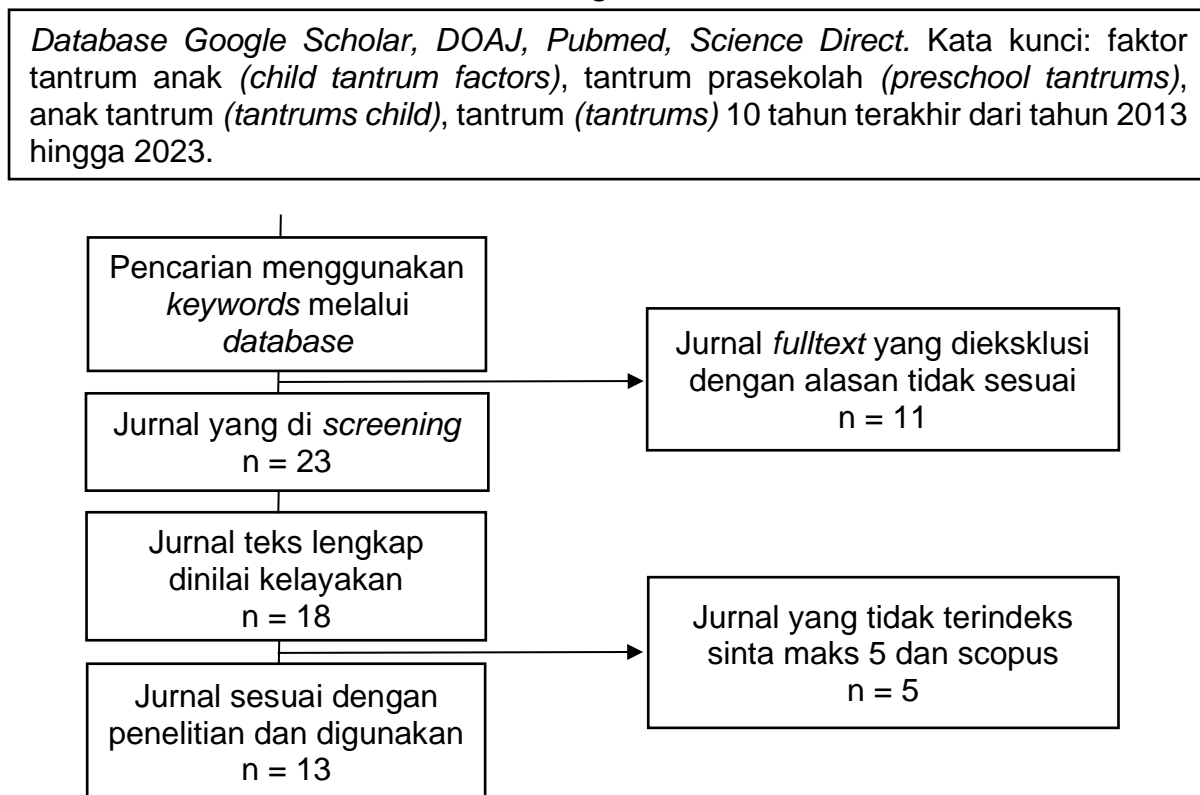 Database Google Scholar, DOAJ, Pubmed, Science Direct. Kata kunci: faktor
tantrum anak (child tantrum factors), tantrum prasekolah (preschool tantrums),
anak tantrum (tantrums child), tantrum (tantrums) 10 tahun terakhir dari tahun 2013
hingga 2023.
Pencarian menggunakan
keywords melalui
database
Jurnal fulltext yang dieksklusi
dengan alasan tidak sesuai
n = 11
Jurnal yang di screening
n = 23
Jurnal teks lengkap
dinilai kelayakan
n = 18
Jurnal yang tidak terindeks
sinta maks 5 dan scopus
n = 5
Jurnal sesuai dengan
penelitian dan digunakan
n = 13